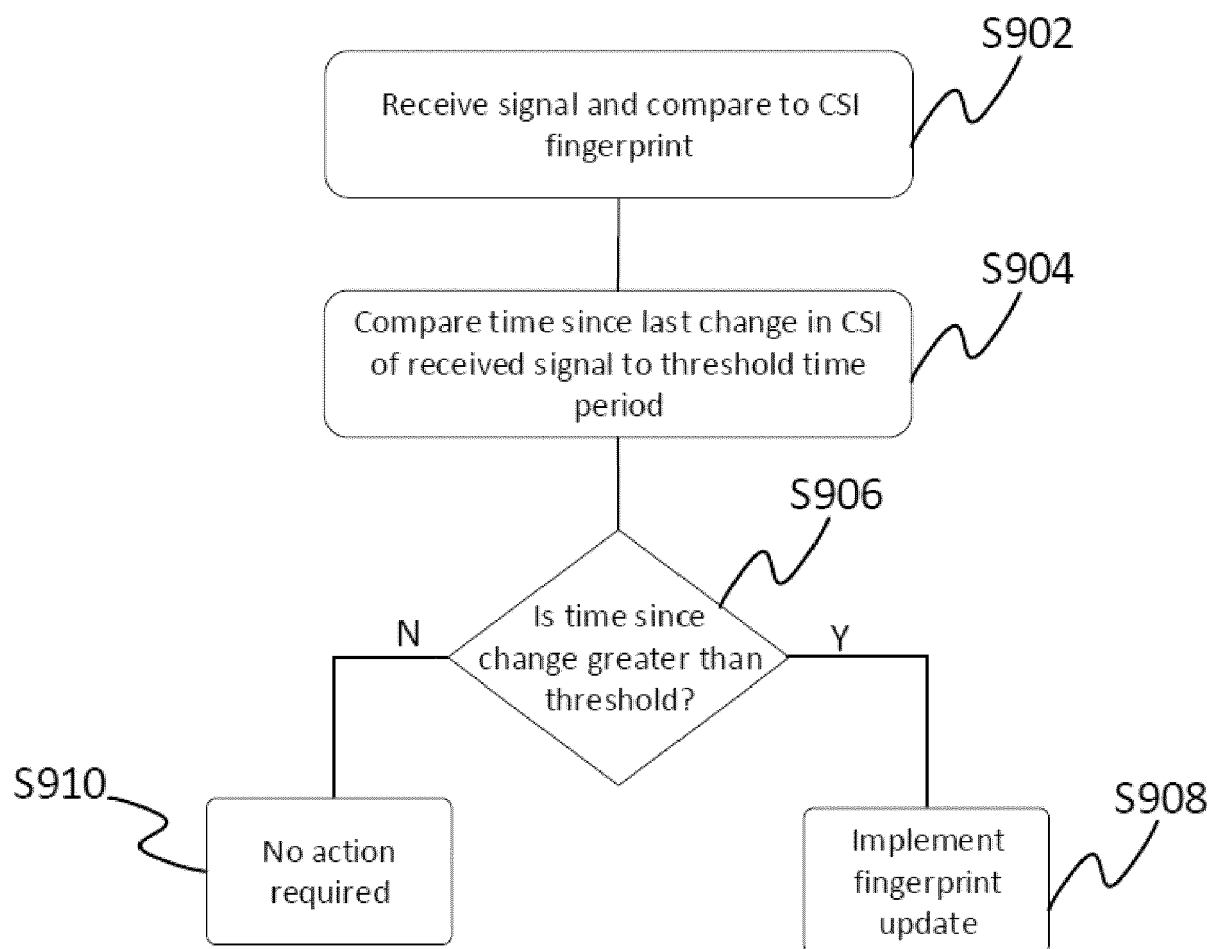 S902
Receive signal and compare to CSI
fingerprint
S904
Compare time since last change in CSI
of received signal to threshold time
period
S906
Is time since
change greater than
threshold?
N
Y
S910
No action
required
S908
Implement
fingerprint
update